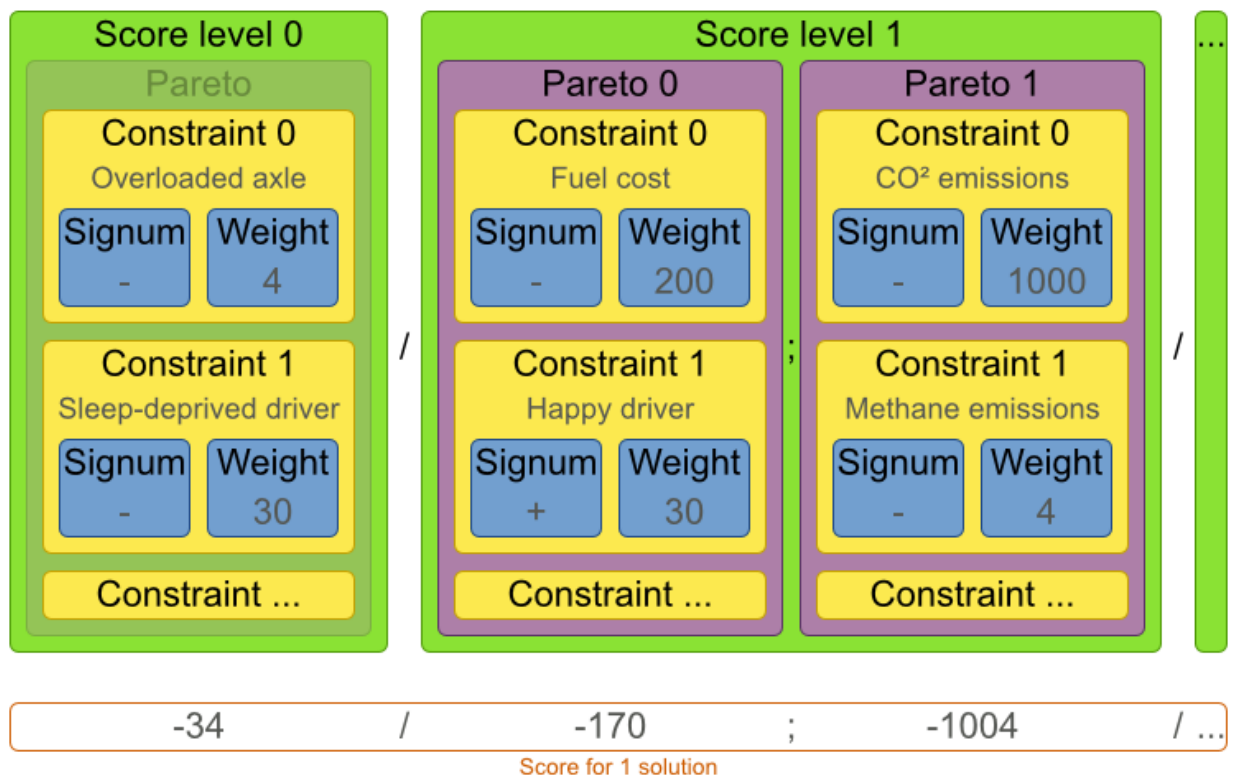 Score level 0
Pareto
Constraint 0
Overloaded axle
Signum Weight
- 4
Constraint 1
Sleep-deprived driver
Signum Weight
- 30
Constraint ...
/
Score level 1
Pareto 0
Constraint 0
Fuel cost
Signum Weight
- 200
Constraint 1
Happy driver
Signum Weight
+ 30
Constraint ...
;
Pareto 1
Constraint 0
CO² emissions
Signum Weight
- 1000
Constraint 1
Methane emissions
Signum Weight
- 4
Constraint ...
/
...
-34 / -170 ; -1004 / ...
Score for 1 solution